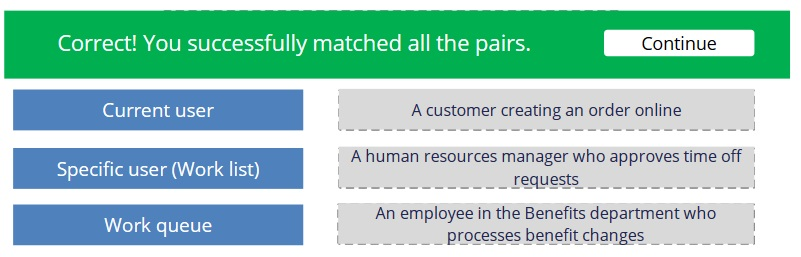 Correct! You successfully matched all the pairs.
Continue
Current user
A customer creating an order online
Specific user (Work list)
A human resources manager who approves time off
requests
Work queue
An employee in the Benefits department who
processes benefit changes